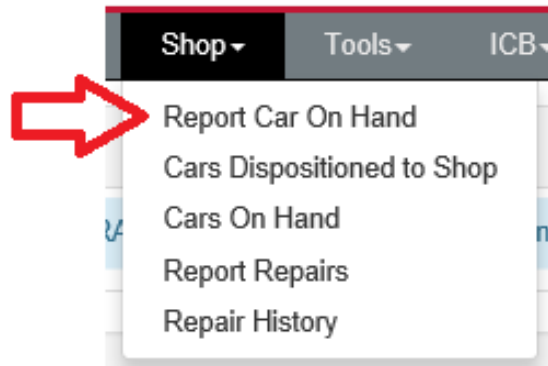 Shop Tools ICB
Report Car On Hand
Cars Dispositioned to Shop
Cars On Hand
Report Repairs
Repair History